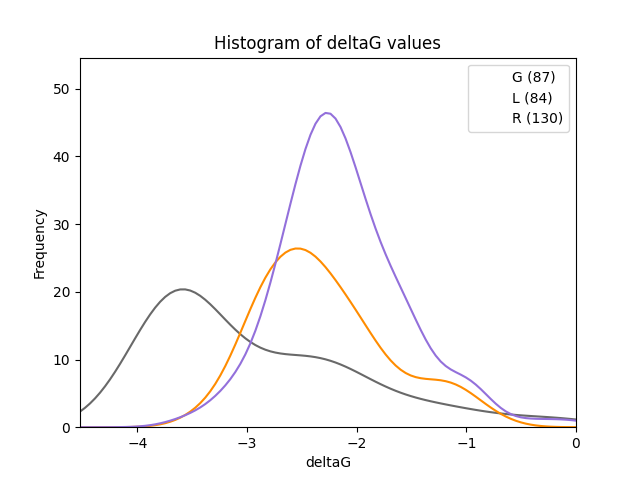 Histogram of deltaG values
G (87)
L (84)
R (130)
50
40
30
20
10
0
Frequency
−4
−3
−2
−1
0
deltaG